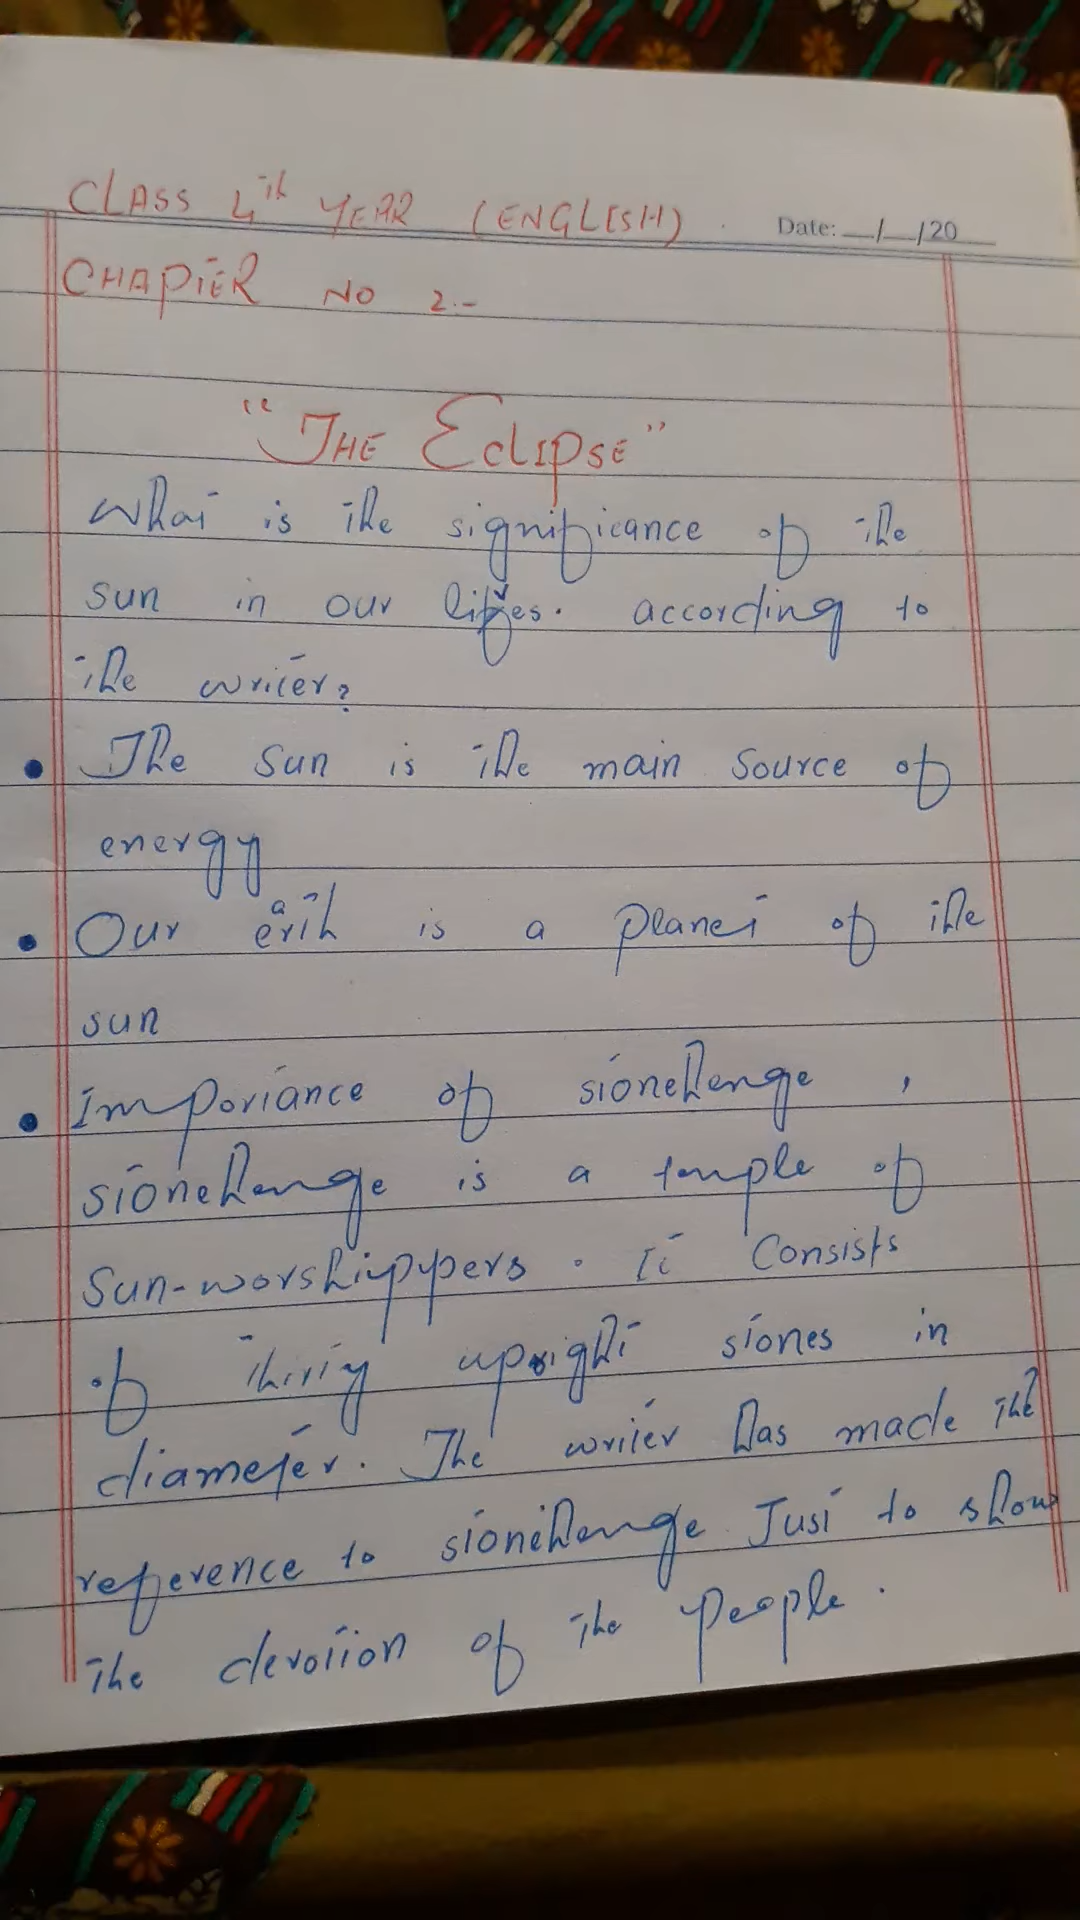 CLASS 4th YEAR (ENGLISH).
Date: __/__/20__
CHAPTER NO 2.-
"THE EclIPSE"
What is the significance of the
sun in our lives. according to
the writer?
• The Sun is the main Source of
energy
• Our earth is a planet of the
sun
• Importance of stonehenge,
stonehenge is a temple of
Sun-worshippers. It Consists
of thirty upright stones in
diameter. The writer has made the
reference to stonehenge Just to show
The devotion of the people.